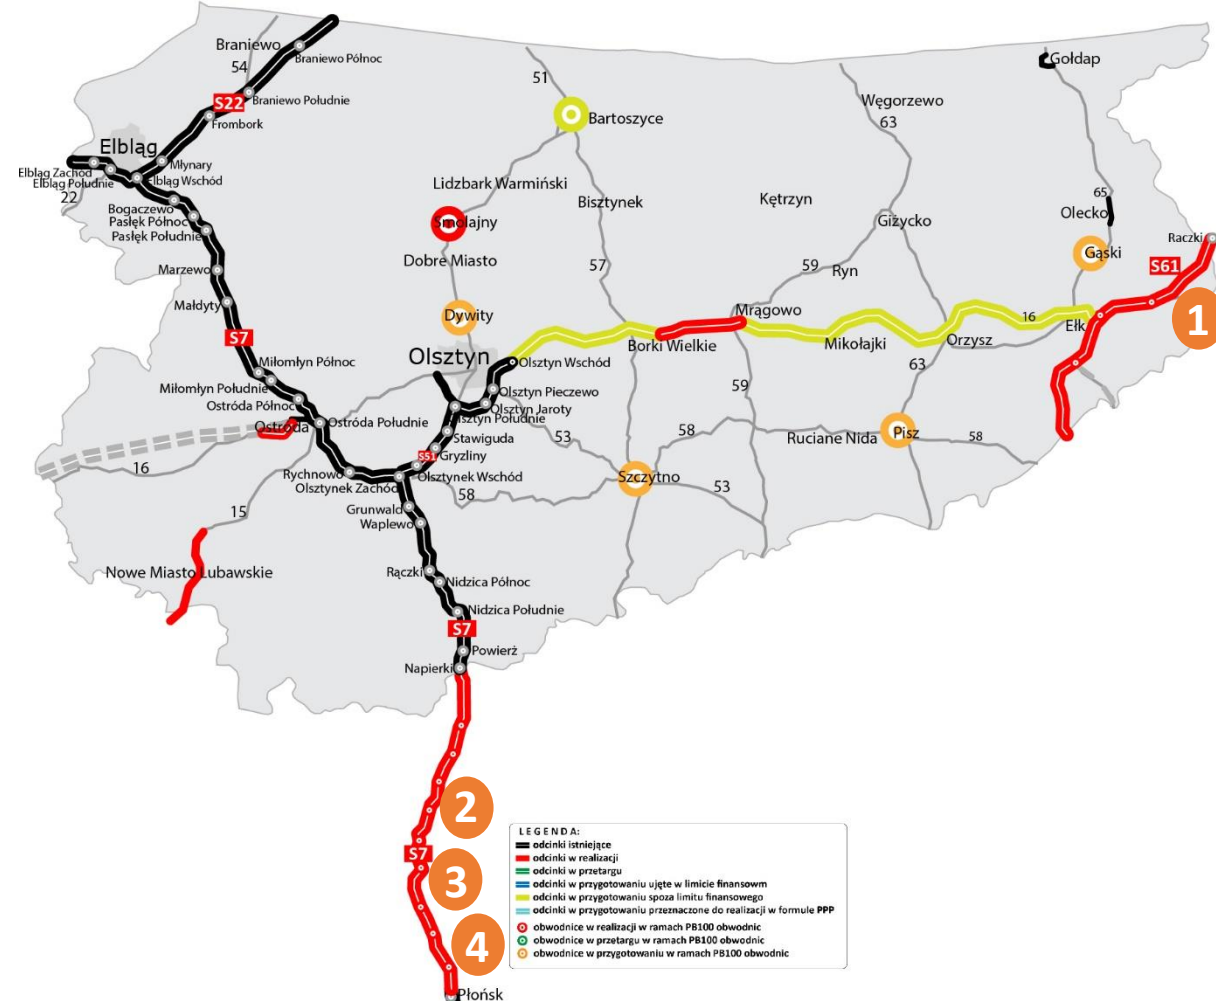 Braniewo
Braniewo Północ
54
S22
Braniewo Południe
Frombork
Elbląg
Młynary
Elbląg Zachód
Elbląg Południe
Elbląg Wschód
22
Bogaczewo
Pasłęk Północ
Pasłęk Południe
Marzewo
Małdyty
S7
Miłomłyn Północ
Miłomłyn Południe
Ostróda Północ
Ostróda
Ostróda Południe
16
15
Rychnowo
Olsztynek Zachód
Olsztynek Wschód
S51
Gryźliny
Stawiguda
Olsztyn Południe
Olsztyn Jaroty
Olsztyn Pieczewo
Olsztyn Wschód
Olsztyn
Dywity
Dobre Miasto
Smolajny
Lidzbark Warmiński
51
Bartoszyce
Bisztynek
57
Kętrzyn
Węgorzewo
63
Giżycko
59
Ryn
Mrągowo
Borki Wielkie
Mikołajki
Orzysz
16
Ełk
Gołdap
65
Olecko
Gąski
Raczki
S61
1
63
59
53
58
Ruciane Nida
Pisz
58
Szczytno
53
58
Grunwald
Waplewo
Nowe Miasto Lubawskie
Rączki
Nidzica Północ
Nidzica Południe
S7
Powierż
Napierki
2
S7
3
4
Płońsk
LEGENDA:
odcinki istniejące
odcinki w realizacji
odcinki w przetargu
odcinki w przygotowaniu ujęte w limicie finansowm
odcinki w przygotowaniu spoza limitu finansowego
odcinki w przygotowaniu przeznaczone do realizacji w formule PPP
obwodnice w realizacji w ramach PB100 obwodnic
obwodnice w przetargu w ramach PB100 obwodnic
obwodnice w przygotowaniu w ramach PB100 obwodnic